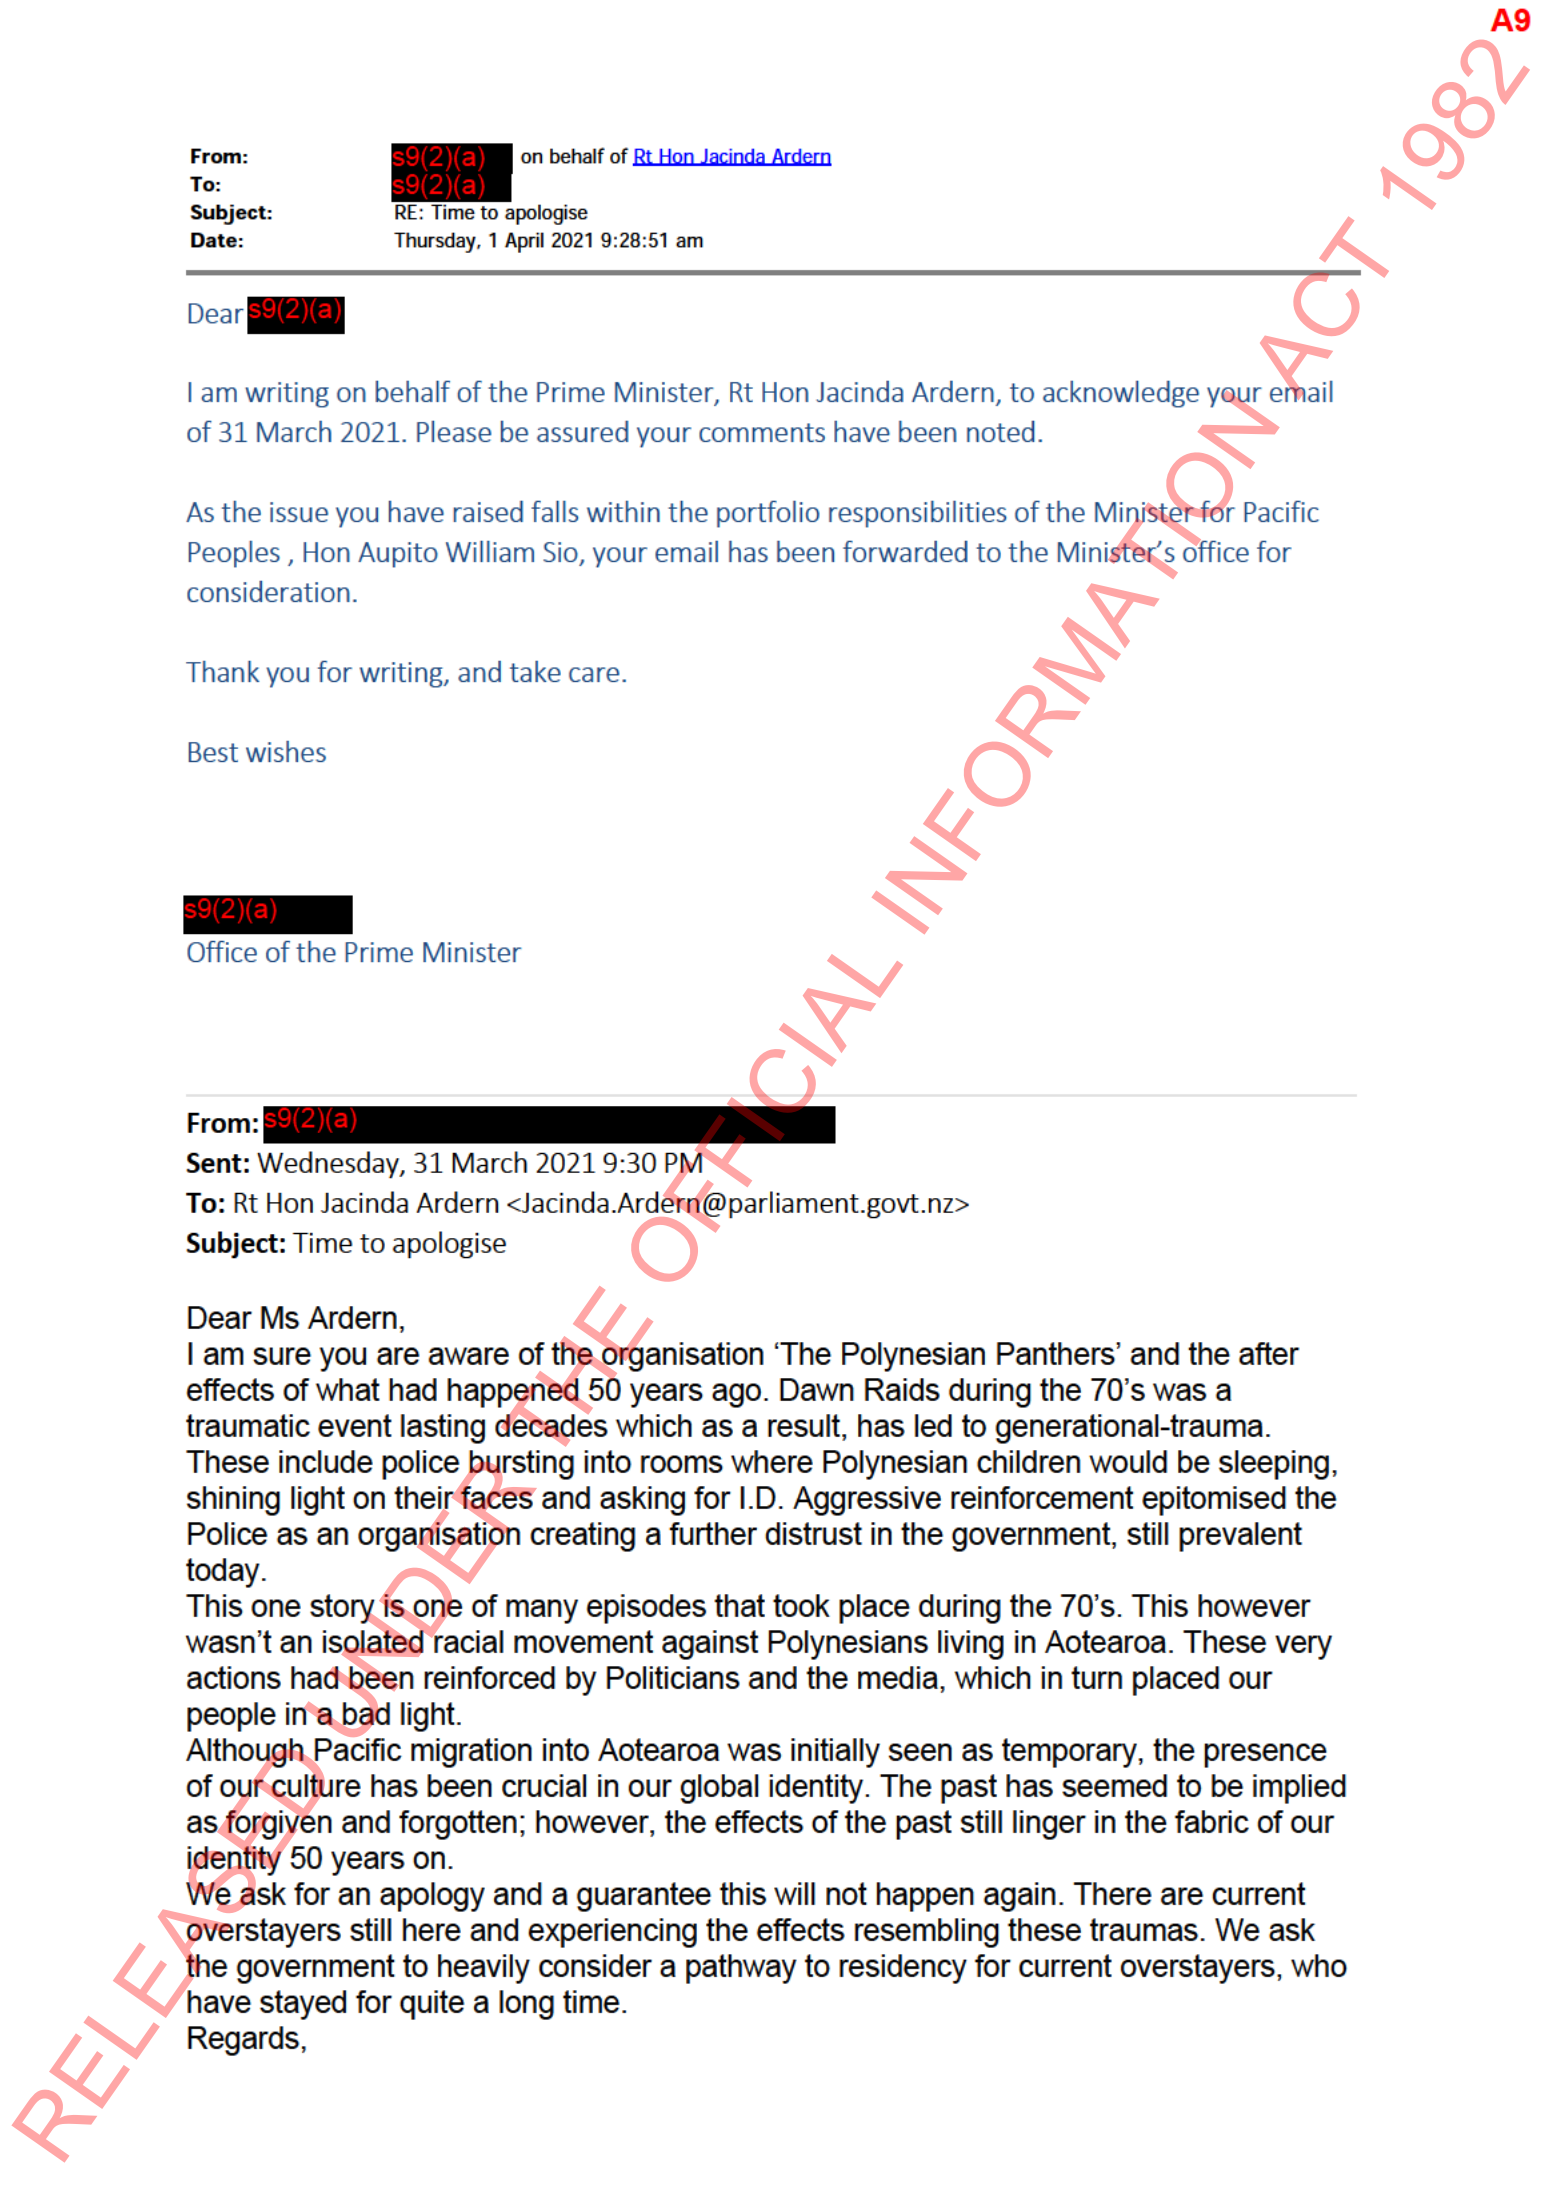 A9
From: s9(2)(a) on behalf of Rt Hon Jacinda Ardern
To: s9(2)(a)
Subject: RE: Time to apologise
Date: Thursday, 1 April 2021 9:28:51 am
Dear s9(2)(a)
I am writing on behalf of the Prime Minister, Rt Hon Jacinda Ardern, to acknowledge your email
of 31 March 2021. Please be assured your comments have been noted.
As the issue you have raised falls within the portfolio responsibilities of the Minister for Pacific
Peoples , Hon Aupito William Sio, your email has been forwarded to the Minister’s office for
consideration.
Thank you for writing, and take care.
Best wishes
s9(2)(a)
Office of the Prime Minister
From: s9(2)(a)
Sent: Wednesday, 31 March 2021 9:30 PM
To: Rt Hon Jacinda Ardern <Jacinda.Ardern@parliament.govt.nz>
Subject: Time to apologise
Dear Ms Ardern,
I am sure you are aware of the organisation ‘The Polynesian Panthers’ and the after
effects of what had happened 50 years ago. Dawn Raids during the 70’s was a
traumatic event lasting decades which as a result, has led to generational-trauma.
These include police bursting into rooms where Polynesian children would be sleeping,
shining light on their faces and asking for I.D. Aggressive reinforcement epitomised the
Police as an organisation creating a further distrust in the government, still prevalent
today.
This one story is one of many episodes that took place during the 70’s. This however
wasn’t an isolated racial movement against Polynesians living in Aotearoa. These very
actions had been reinforced by Politicians and the media, which in turn placed our
people in a bad light.
Although Pacific migration into Aotearoa was initially seen as temporary, the presence
of our culture has been crucial in our global identity. The past has seemed to be implied
as forgiven and forgotten; however, the effects of the past still linger in the fabric of our
identity 50 years on.
We ask for an apology and a guarantee this will not happen again. There are current
overstayers still here and experiencing the effects resembling these traumas. We ask
the government to heavily consider a pathway to residency for current overstayers, who
have stayed for quite a long time.
Regards,
RELEASED UNDER THE OFFICIAL INFORMATION ACT 1982